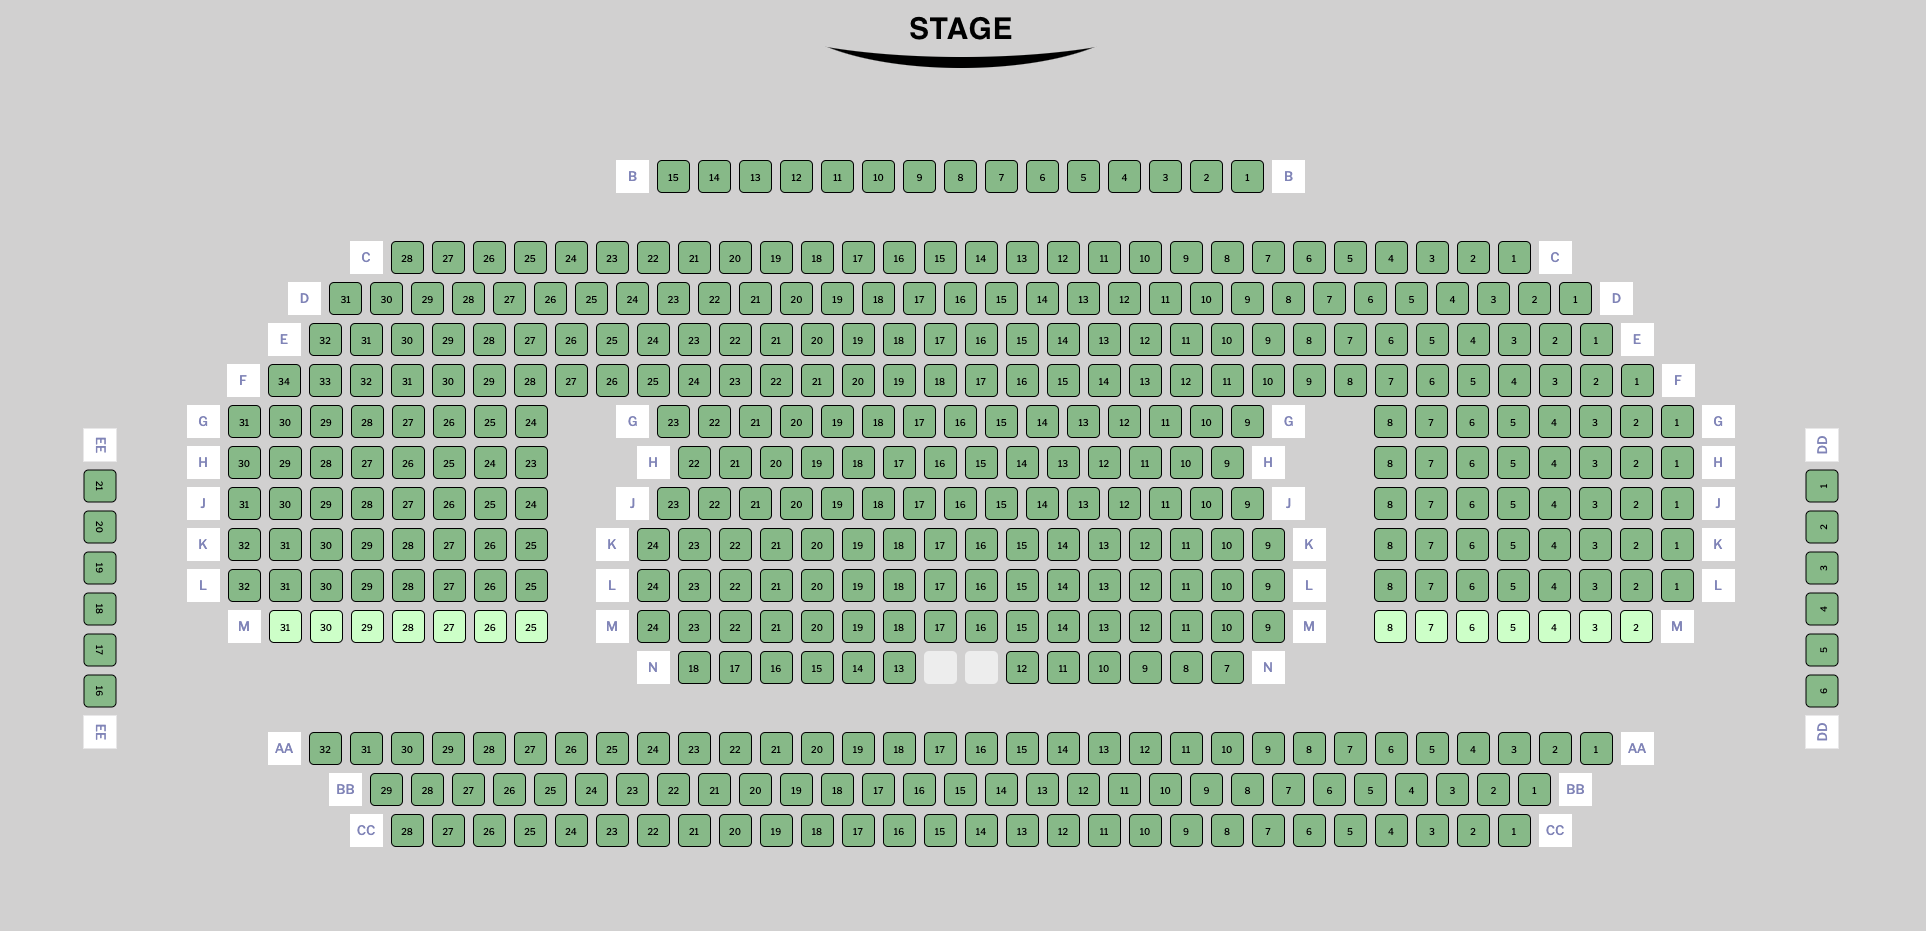 STAGE
B 15 14 13 12 11 10 9 8 7 6 5 4 3 2 1 B
C 28 27 26 25 24 23 22 21 20 19 18 17 16 15 14 13 12 11 10 9 8 7 6 5 4 3 2 1 C
D 31 30 29 28 27 26 25 24 23 22 21 20 19 18 17 16 15 14 13 12 11 10 9 8 7 6 5 4 3 2 1 D
E 32 31 30 29 28 27 26 25 24 23 22 21 20 19 18 17 16 15 14 13 12 11 10 9 8 7 6 5 4 3 2 1 E
F 34 33 32 31 30 29 28 27 26 25 24 23 22 21 20 19 18 17 16 15 14 13 12 11 10 9 8 7 6 5 4 3 2 1 F
G 31 30 29 28 27 26 25 24 G 23 22 21 20 19 18 17 16 15 14 13 12 11 10 9 G 8 7 6 5 4 3 2 1 G
H 30 29 28 27 26 25 24 23 H 22 21 20 19 18 17 16 15 14 13 12 11 10 9 H 8 7 6 5 4 3 2 1 H
J 31 30 29 28 27 26 25 24 J 23 22 21 20 19 18 17 16 15 14 13 12 11 10 9 J 8 7 6 5 4 3 2 1 J
K 32 31 30 29 28 27 26 25 K 24 23 22 21 20 19 18 17 16 15 14 13 12 11 10 9 K 8 7 6 5 4 3 2 1 K
L 32 31 30 29 28 27 26 25 L 24 23 22 21 20 19 18 17 16 15 14 13 12 11 10 9 L 8 7 6 5 4 3 2 1 L
M 31 30 29 28 27 26 25 M 24 23 22 21 20 19 18 17 16 15 14 13 12 11 10 9 M 8 7 6 5 4 3 2 M
N 18 17 16 15 14 13 12 11 10 9 8 7 N
EE 21 20 19 18 17 16 EE
DD 1 2 3 4 5 6 DD
AA 32 31 30 29 28 27 26 25 24 23 22 21 20 19 18 17 16 15 14 13 12 11 10 9 8 7 6 5 4 3 2 1 AA
BB 29 28 27 26 25 24 23 22 21 20 19 18 17 16 15 14 13 12 11 10 9 8 7 6 5 4 3 2 1 BB
CC 28 27 26 25 24 23 22 21 20 19 18 17 16 15 14 13 12 11 10 9 8 7 6 5 4 3 2 1 CC